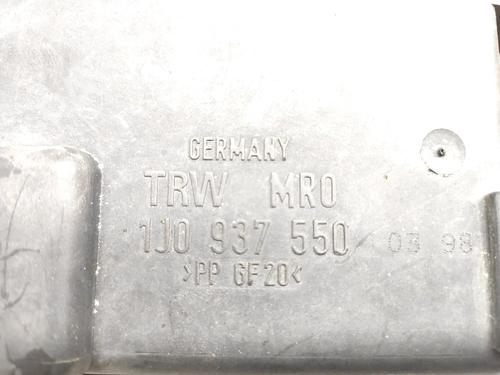 GERMANY
TRW MRO
1J0 937 550 03 98
>PP GF20<